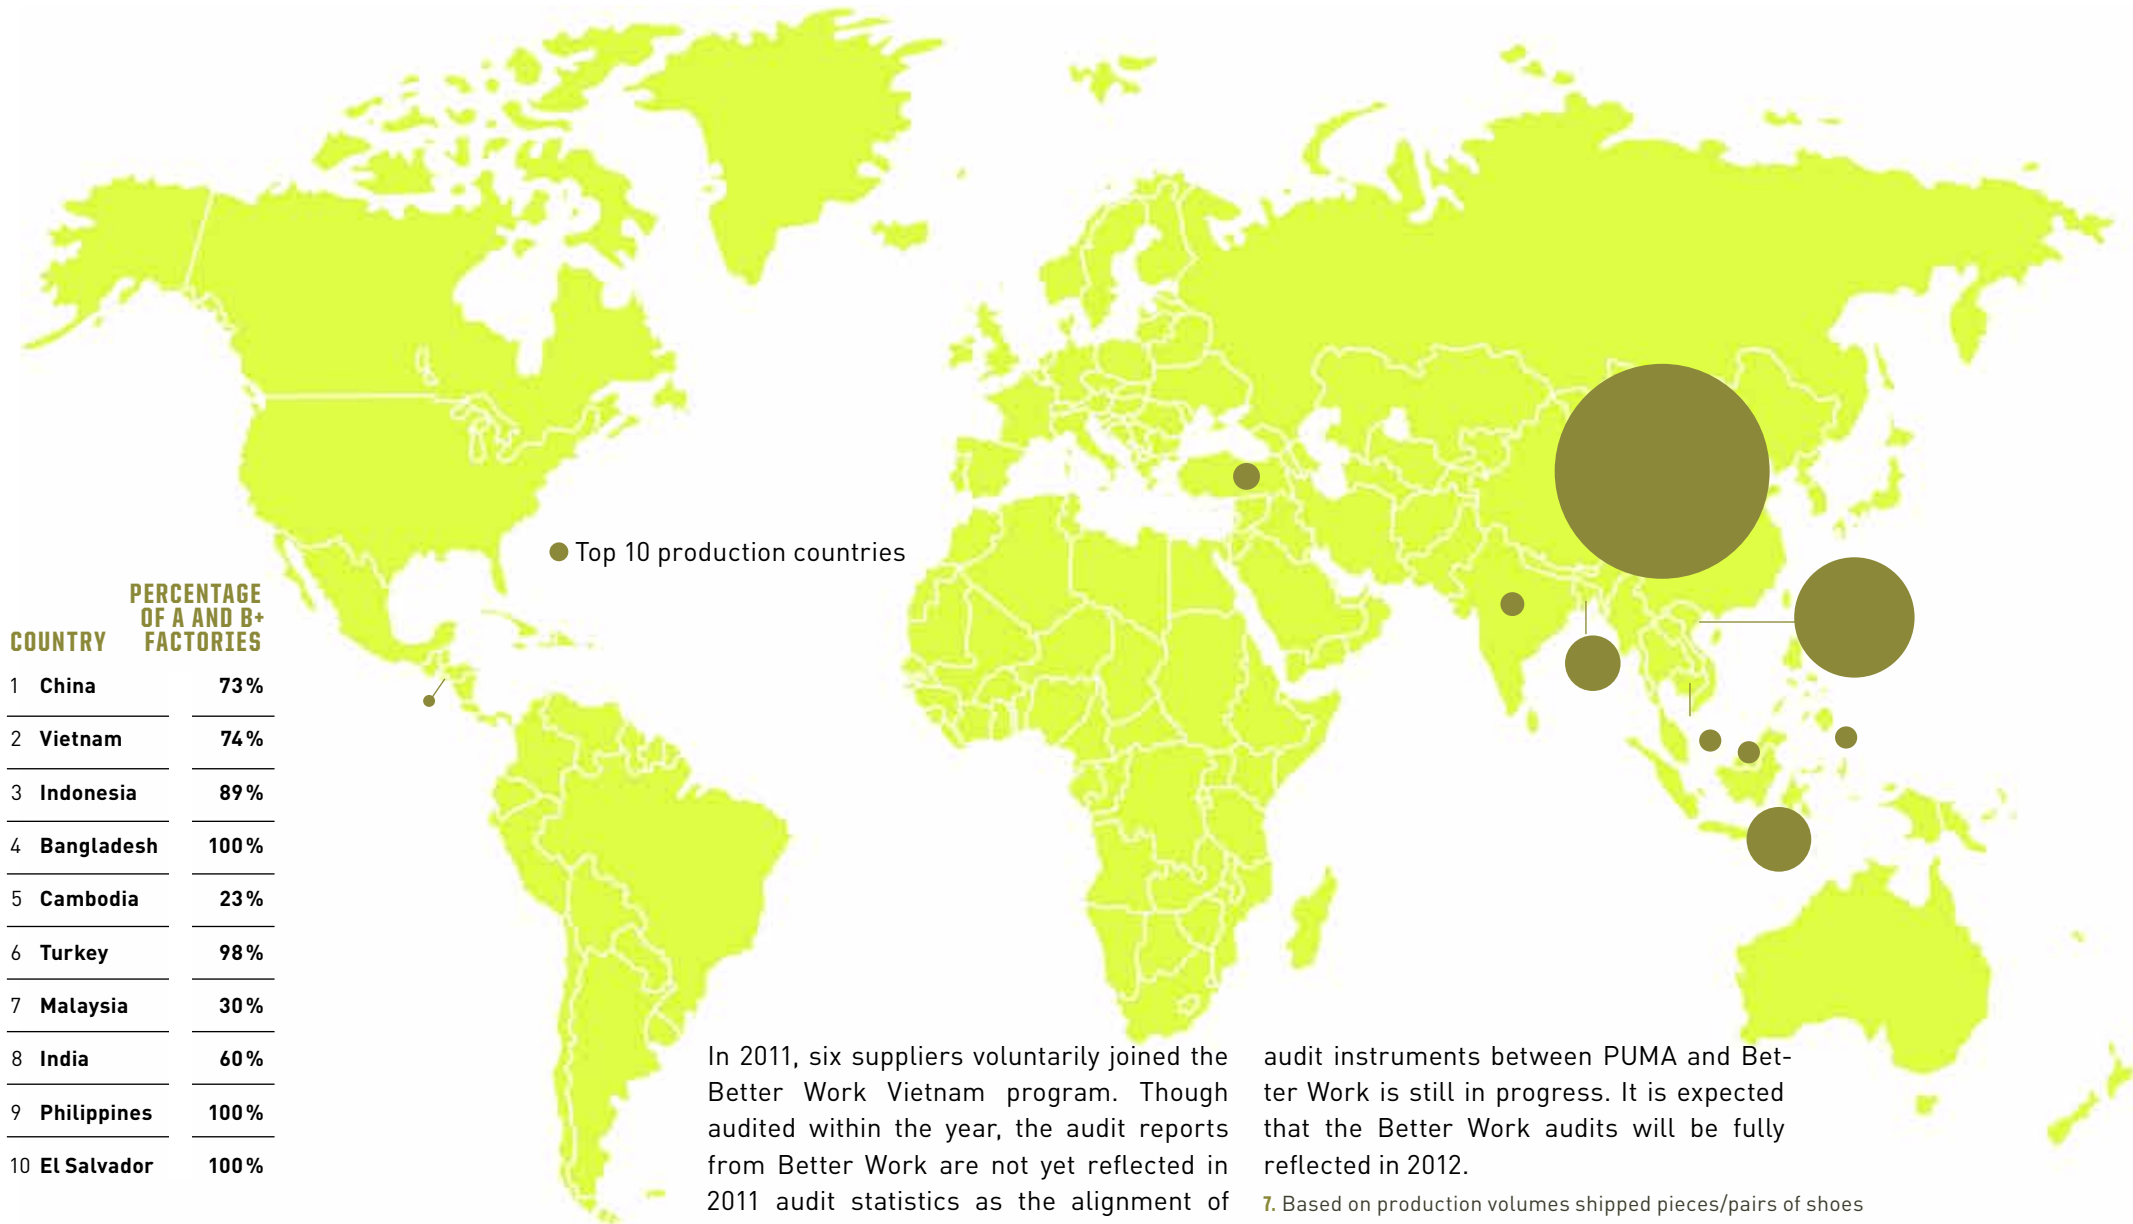 Top 10 production countries
COUNTRY
PERCENTAGE
OF A AND B+
FACTORIES
1 China 73%
2 Vietnam 74%
3 Indonesia 89%
4 Bangladesh 100%
5 Cambodia 23%
6 Turkey 98%
7 Malaysia 30%
8 India 60%
9 Philippines 100%
10 El Salvador 100%
In 2011, six suppliers voluntarily joined the
Better Work Vietnam program. Though
audited within the year, the audit reports
from Better Work are not yet reflected in
2011 audit statistics as the alignment of
audit instruments between PUMA and Bet-
ter Work is still in progress. It is expected
that the Better Work audits will be fully
reflected in 2012.
7. Based on production volumes shipped pieces/pairs of shoes